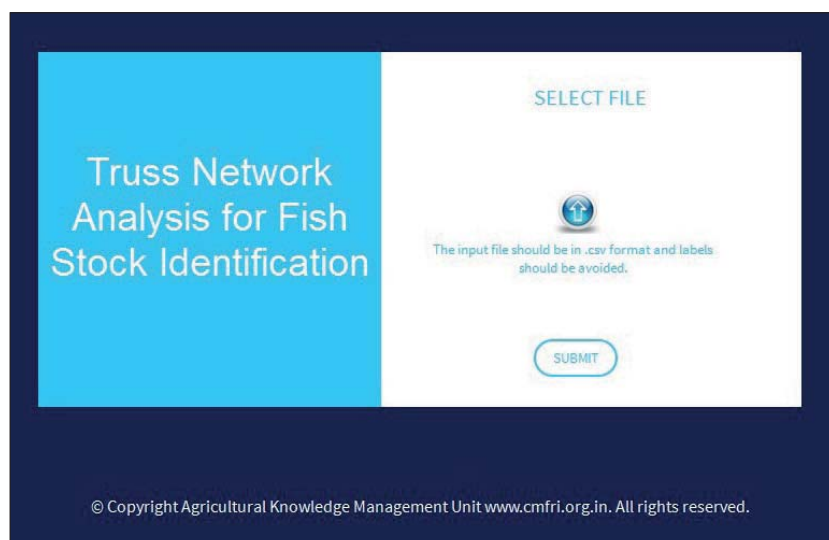 Truss Network
Analysis for Fish
Stock Identification
SELECT FILE
The input file should be in .csv format and labels
should be avoided.
SUBMIT
© Copyright Agricultural Knowledge Management Unit www.cmfri.org.in. All rights reserved.